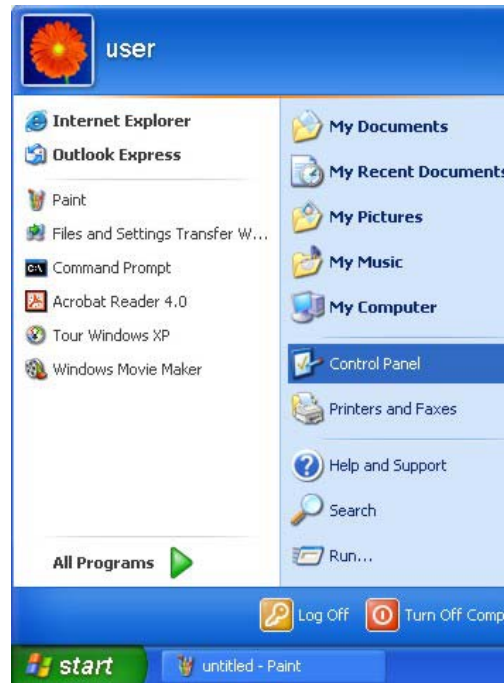 user
Internet Explorer
Outlook Express
Paint
Files and Settings Transfer W...
Command Prompt
Acrobat Reader 4.0
Tour Windows XP
Windows Movie Maker
All Programs
My Documents
My Recent Documents
My Pictures
My Music
My Computer
Control Panel
Printers and Faxes
Help and Support
Search
Run...
Log Off
Turn Off Comp
start
untitled - Paint